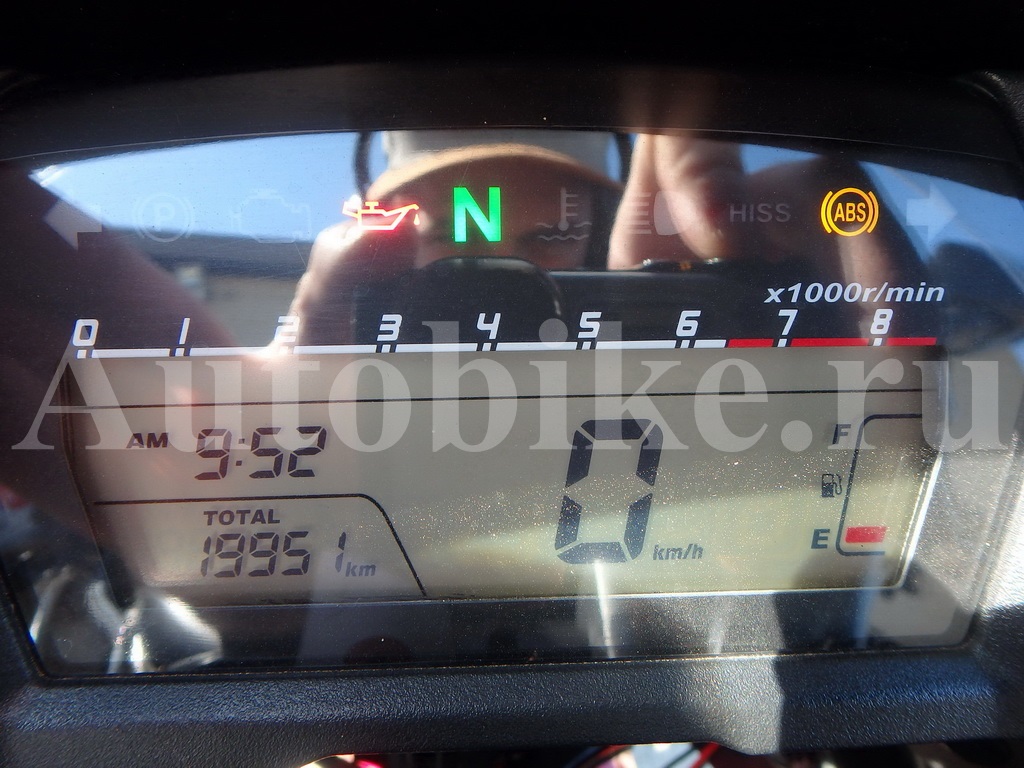 P
N
HISS
ABS
x1000r/min
0 1 2 3 4 5 6 7 8
Autobike.ru
AM 9:52
TOTAL
19951 km
0 km/h
F
E